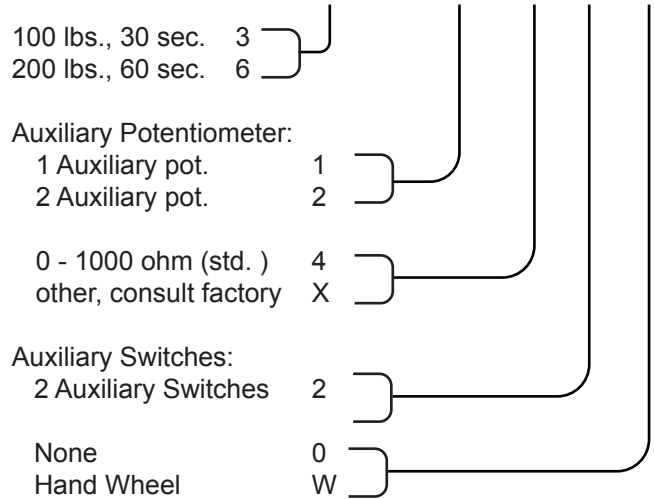 100 lbs., 30 sec. 3
200 lbs., 60 sec. 6
Auxiliary Potentiometer:
1 Auxiliary pot. 1
2 Auxiliary pot. 2
0 - 1000 ohm (std. ) 4
other, consult factory X
Auxiliary Switches:
2 Auxiliary Switches 2
None 0
Hand Wheel W